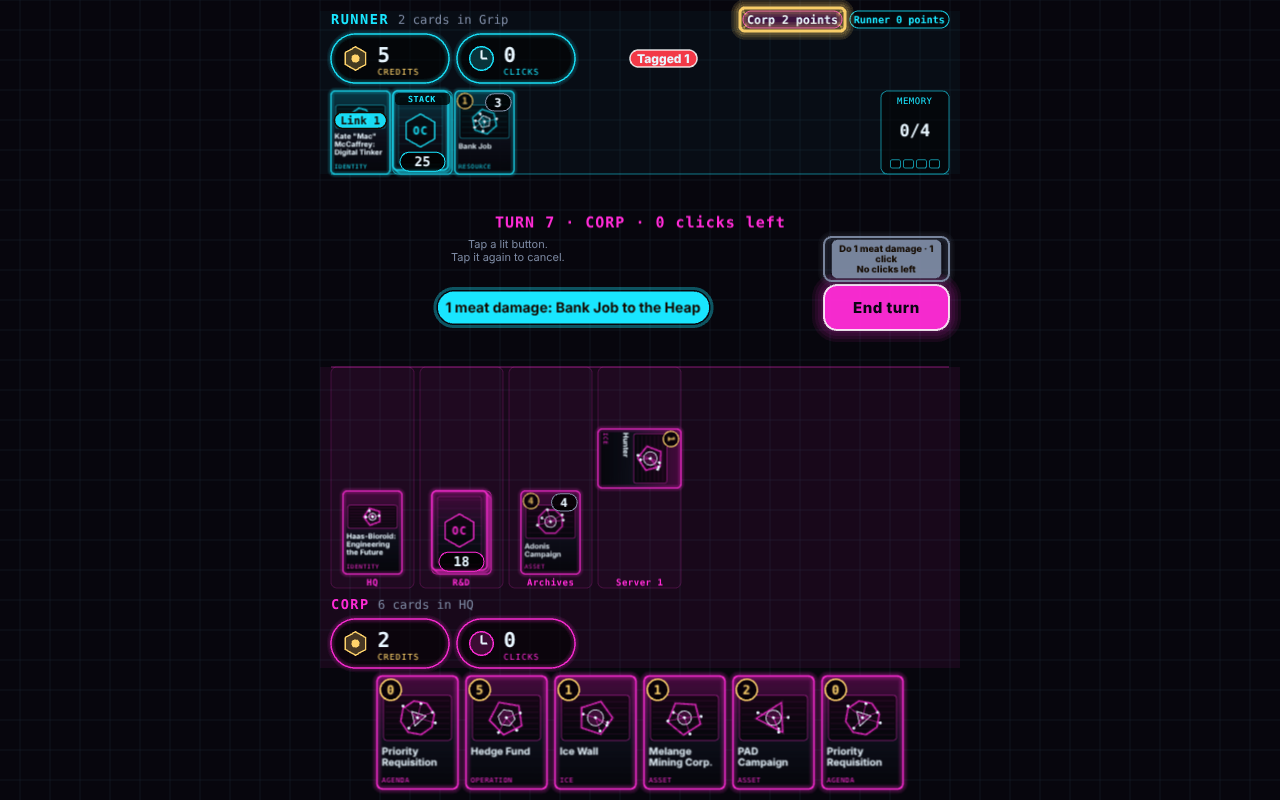 RUNNER 2 cards in Grip
Corp 2 points
Runner 0 points
5
CREDITS
0
CLICKS
Tagged 1
Link 1
Kate "Mac"
McCaffrey:
Digital Tinker
IDENTITY
STACK
OC
25
1
3
Bank Job
RESOURCE
MEMORY
0/4
TURN 7 · CORP · 0 clicks left
Tap a lit button.
Tap it again to cancel.
Do 1 meat damage · 1
click
No clicks left
1 meat damage: Bank Job to the Heap
End turn
Hunter
ICE
1
Haas-Bioroid:
Engineering
the Future
IDENTITY
HQ
OC
18
R&D
4
4
Adonis
Campaign
ASSET
Archives
Server 1
CORP 6 cards in HQ
2
CREDITS
0
CLICKS
0
Priority
Requisition
AGENDA
5
Hedge Fund
OPERATION
1
Ice Wall
ICE
1
Melange
Mining Corp.
ASSET
2
PAD
Campaign
ASSET
0
Priority
Requisition
AGENDA